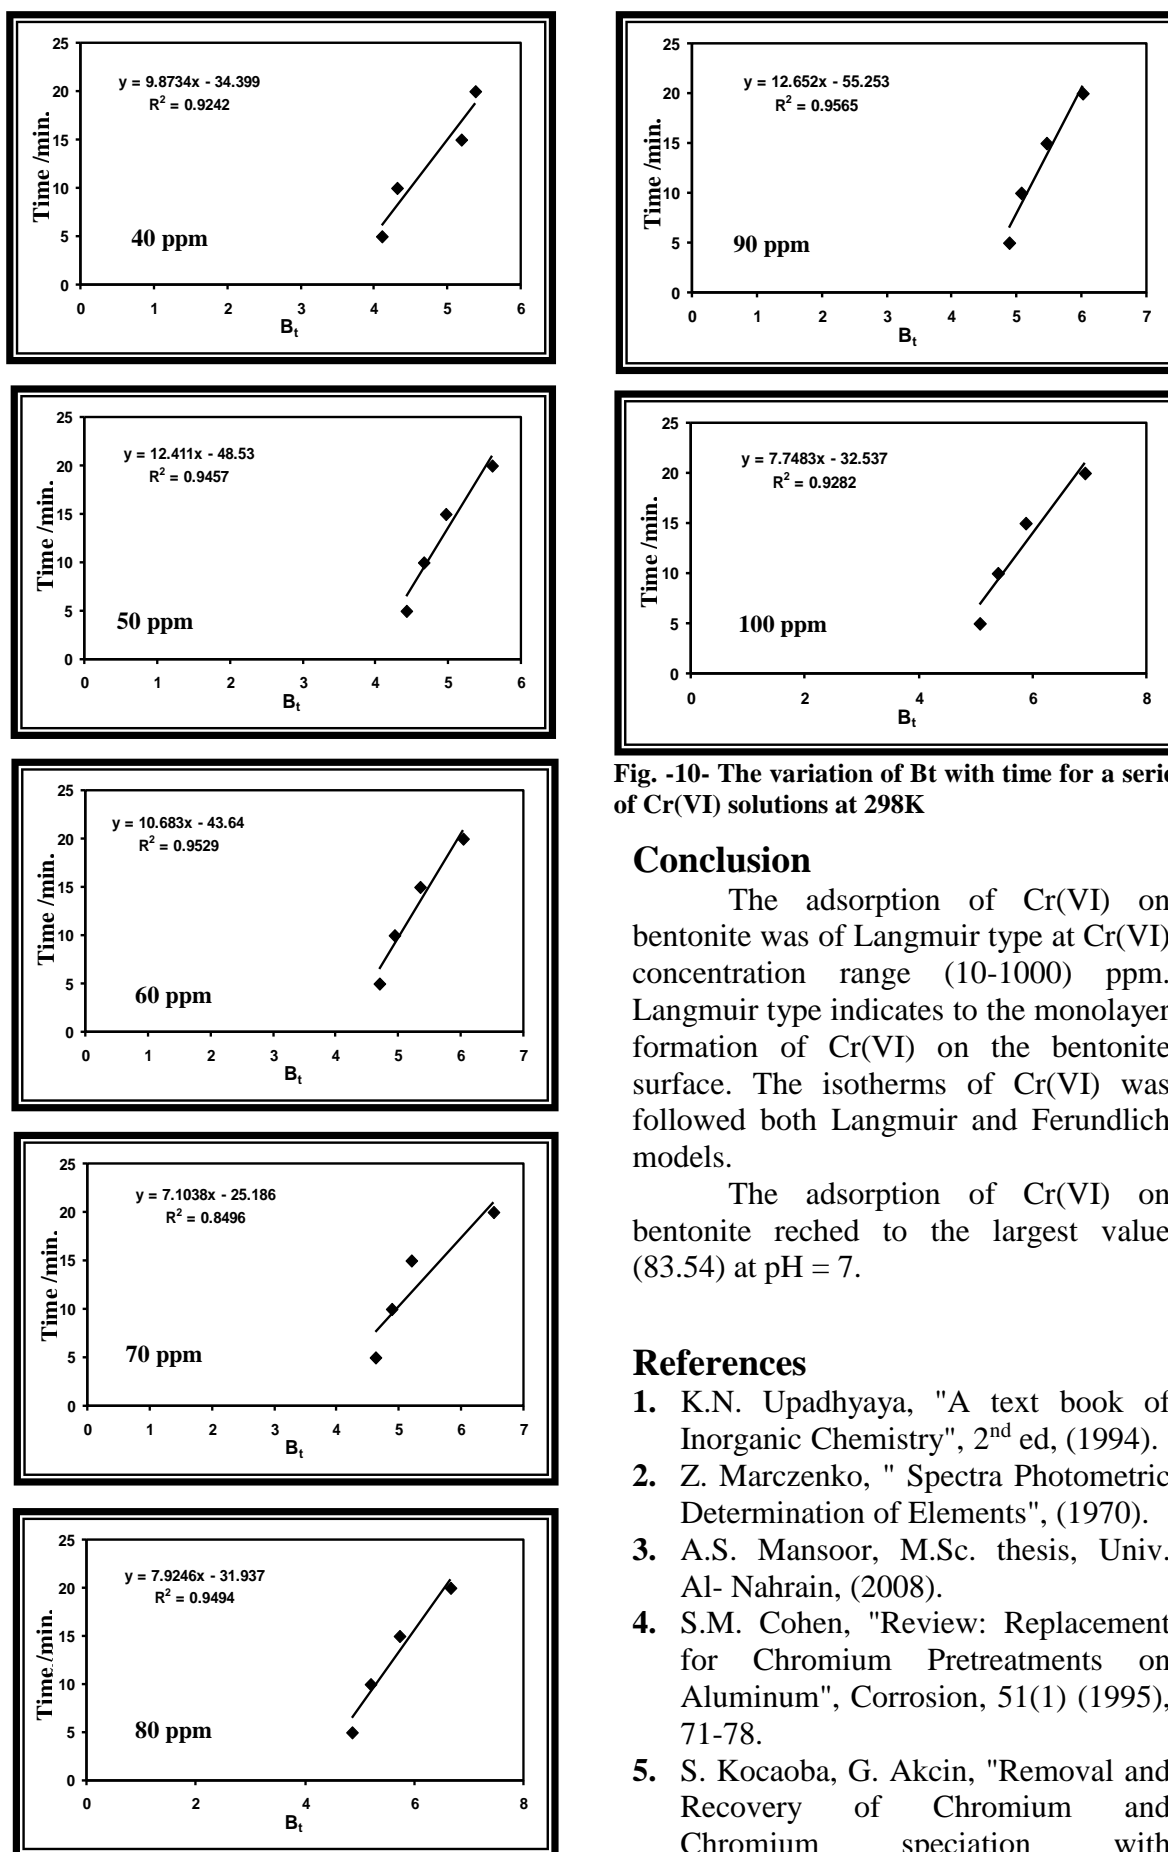 25
y = 9.8734x - 34.399
R² = 0.9242
20
15
10
5
0
Time /min.
40 ppm
0 1 2 3 4 5 6
Bt
25
y = 12.411x - 48.53
R² = 0.9457
20
15
10
5
0
Time /min.
50 ppm
0 1 2 3 4 5 6
Bt
25
y = 10.683x - 43.64
R² = 0.9529
20
15
10
5
0
Time /min.
60 ppm
0 1 2 3 4 5 6 7
Bt
25
y = 7.1038x - 25.186
R² = 0.8496
20
15
10
5
0
Time /min.
70 ppm
0 1 2 3 4 5 6 7
Bt
25
y = 7.9246x - 31.937
R² = 0.9494
20
15
10
5
0
Time /min.
80 ppm
0 2 4 6 8
Bt
25
y = 12.652x - 55.253
R² = 0.9565
20
15
10
5
0
Time /min.
90 ppm
0 1 2 3 4 5 6 7
Bt
25
y = 7.7483x - 32.537
R² = 0.9282
20
15
10
5
0
Time /min.
100 ppm
0 2 4 6 8
Bt
Fig. -10- The variation of Bt with time for a serie
of Cr(VI) solutions at 298K
Conclusion
The adsorption of Cr(VI) on
bentonite was of Langmuir type at Cr(VI)
concentration range (10-1000) ppm.
Langmuir type indicates to the monolayer
formation of Cr(VI) on the bentonite
surface. The isotherms of Cr(VI) was
followed both Langmuir and Ferundlich
models.
The adsorption of Cr(VI) on
bentonite reched to the largest value
(83.54) at pH = 7.
References
1. K.N. Upadhyaya, "A text book of
Inorganic Chemistry", 2nd ed, (1994).
2. Z. Marczenko, " Spectra Photometric
Determination of Elements", (1970).
3. A.S. Mansoor, M.Sc. thesis, Univ.
Al- Nahrain, (2008).
4. S.M. Cohen, "Review: Replacement
for Chromium Pretreatments on
Aluminum", Corrosion, 51(1) (1995),
71-78.
5. S. Kocaoba, G. Akcin, "Removal and
Recovery of Chromium and
Chromium speciation with